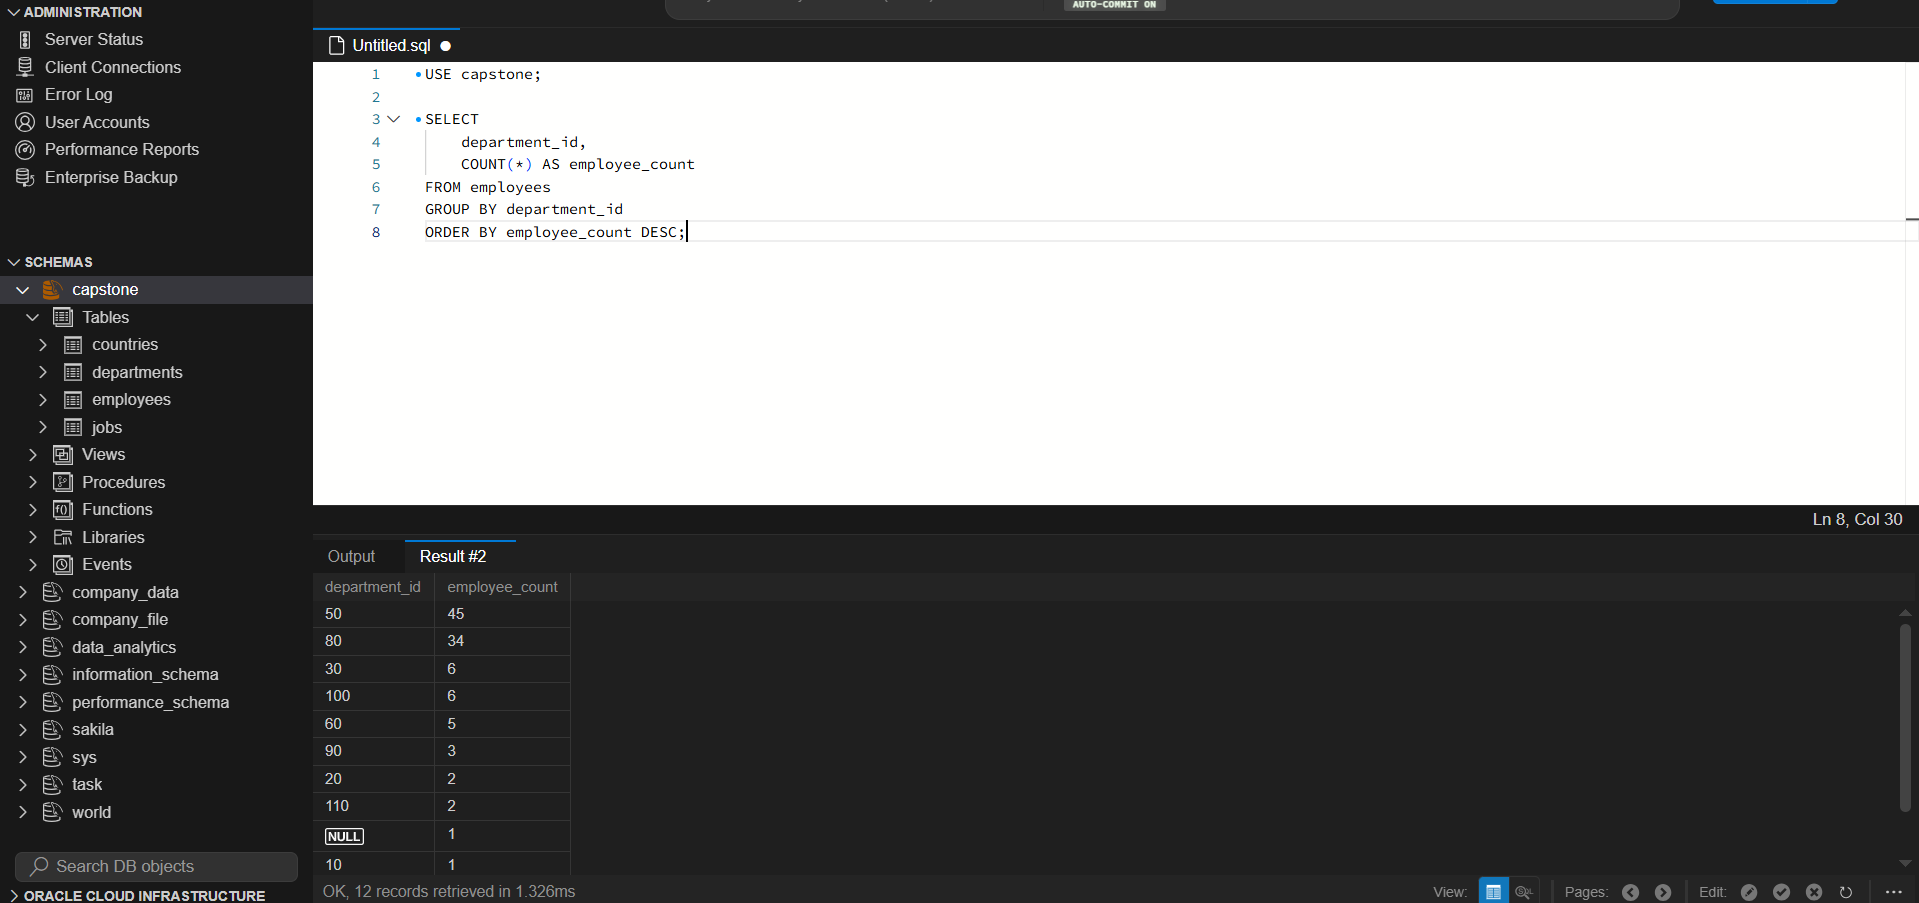 ADMINISTRATION
Server Status
Client Connections
Error Log
User Accounts
Performance Reports
Enterprise Backup
SCHEMAS
capstone
Tables
countries
departments
employees
jobs
Views
Procedures
Functions
Libraries
Events
company_data
company_file
data_analytics
information_schema
performance_schema
sakila
sys
task
world
Search DB objects
ORACLE CLOUD INFRASTRUCTURE
AUTO-COMMIT ON
Untitled.sql
1 USE capstone;
2
3 SELECT
4 department_id,
5 COUNT(*) AS employee_count
6 FROM employees
7 GROUP BY department_id
8 ORDER BY employee_count DESC;
Ln 8, Col 30
Output Result #2
department_id employee_count
50 45
80 34
30 6
100 6
60 5
90 3
20 2
110 2
NULL 1
10 1
OK, 12 records retrieved in 1.326ms
View: Pages: Edit: